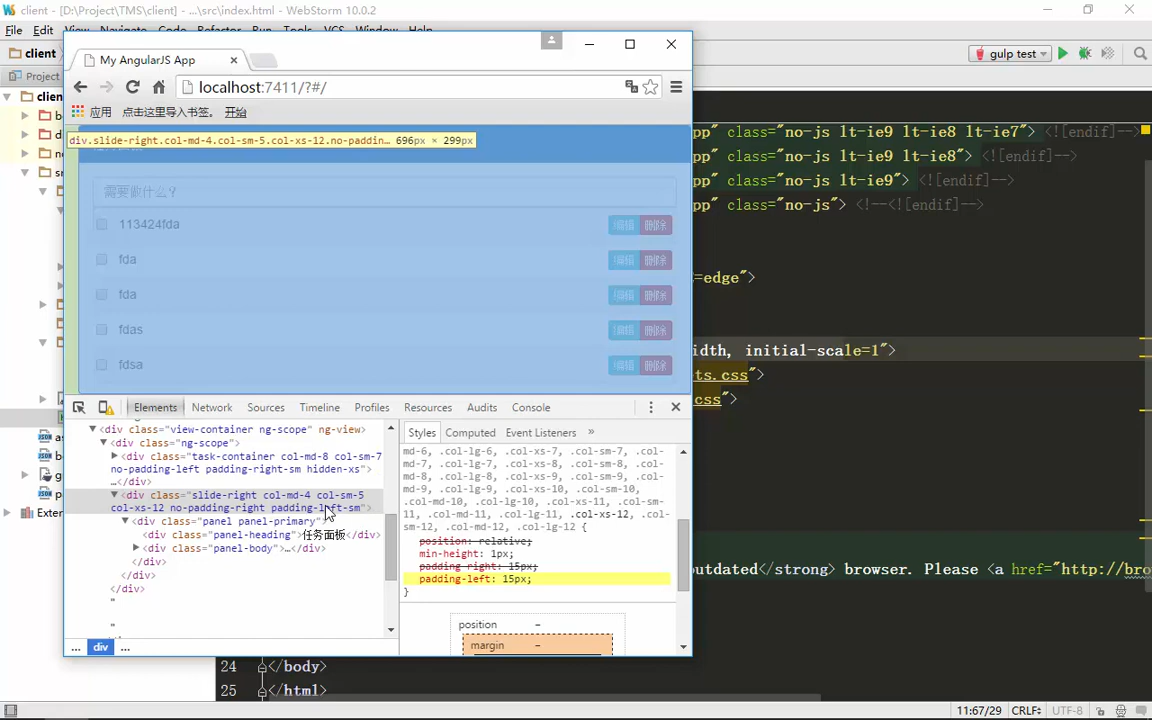 client - [D:\Project\TMS\client] - ...\src\index.html - WebStorm 10.0.2
File Edit View Navigate Code Refactor Run Tools VCS Window Help
client
gulp test
Project
My AngularJS App
localhost:7411/?#/
应用 点击这里导入书签。 开始
div.slide-right.col-md-4.col-sm-5.col-xs-12.no-paddin... 696px × 299px
需要做什么?
113424fda 编辑 删除
fda 编辑 删除
fda 编辑 删除
fdas 编辑 删除
fdsa 编辑 删除
Elements Network Sources Timeline Profiles Resources Audits Console
<div class="view-container ng-scope" ng-view>
<div class="ng-scope">
<div class="task-container col-md-8 col-sm-7
no-padding-left padding-right-sm hidden-xs">
…</div>
<div class="slide-right col-md-4 col-sm-5
col-xs-12 no-padding-right padding-left-sm">
<div class="panel panel-primary">
<div class="panel-heading">任务面板</div>
<div class="panel-body">…</div>
</div>
</div>
</div>
"
"
... div ...
Styles Computed Event Listeners »
md-6, .col-lg-6, .col-xs-7, .col-sm-7, .col-
md-7, .col-lg-7, .col-xs-8, .col-sm-8, .col-
md-8, .col-lg-8, .col-xs-9, .col-sm-9, .col-
md-9, .col-lg-9, .col-xs-10, .col-sm-10,
.col-md-10, .col-lg-10, .col-xs-11, .col-sm-
11, .col-md-11, .col-lg-11, .col-xs-12, .col-
sm-12, .col-md-12, .col-lg-12 {
position: relative;
min-height: 1px;
padding-right: 15px;
padding-left: 15px;
}
position –
margin –
pp" class="no-js lt-ie9 lt-ie8 lt-ie7"> <![endif]-->
pp" class="no-js lt-ie9 lt-ie8"> <![endif]-->
pp" class="no-js lt-ie9"> <![endif]-->
pp" class="no-js"> <!--<![endif]-->
=edge">
idth, initial-scale=1">
ts.css">
css">
outdated</strong> browser. Please <a href="http://bro
24 </body>
25 </html>
Exter
11:67/29 CRLF UTF-8